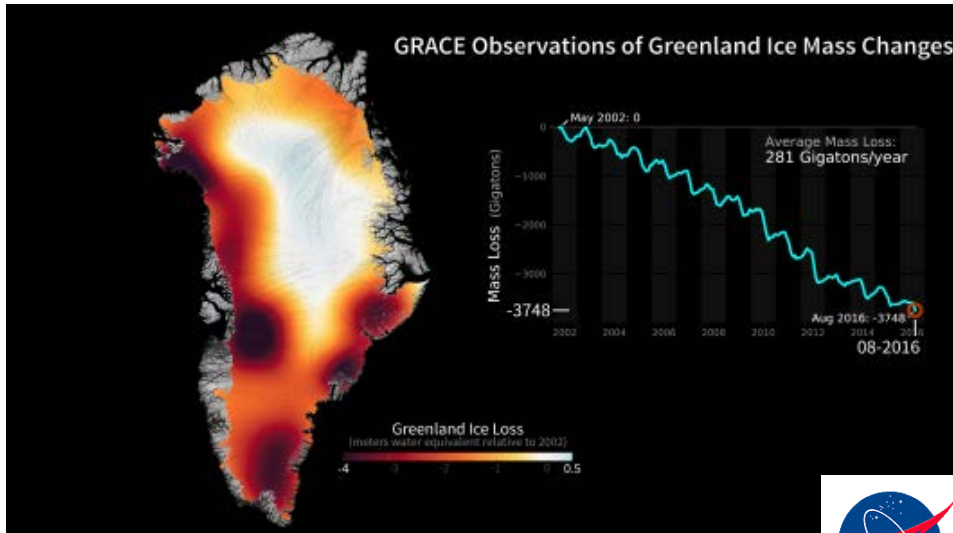 GRACE Observations of Greenland Ice Mass Changes
May 2002: 0
Average Mass Loss:
281 Gigatons/year
Mass Loss (Gigatons)
0
-1000
-2000
-3000
-3748
Aug 2016: -3748
2002 2004 2006 2008 2010 2012 2014 2016
08-2016
Greenland Ice Loss
(meters water equivalent relative to 2002)
-4 -3 -2 -1 0 0.5